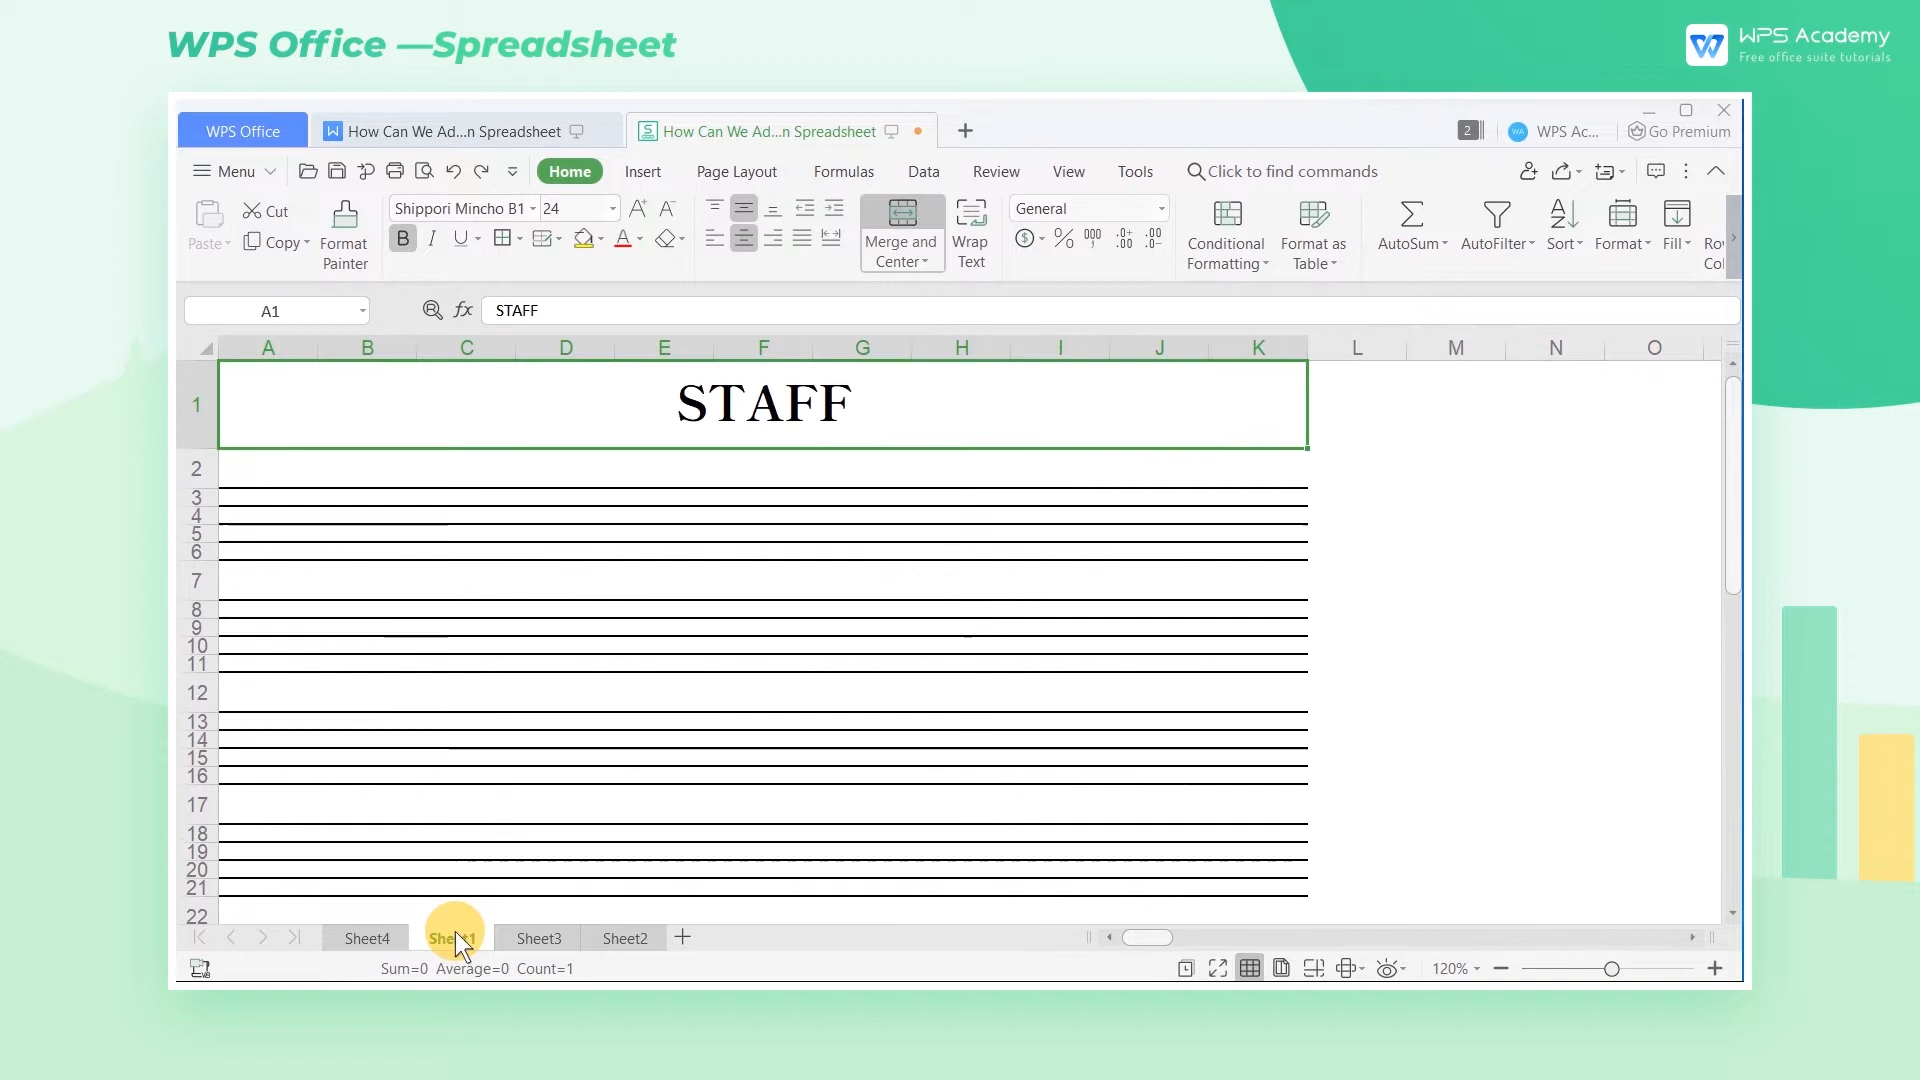 WPS Office —Spreadsheet
WPS Academy
Free office suite tutorials
WPS Office
How Can We Ad...n Spreadsheet
How Can We Ad...n Spreadsheet
2
WA
WPS Ac...
Go Premium
Menu
Home
Insert
Page Layout
Formulas
Data
Review
View
Tools
Click to find commands
Paste
Cut
Copy
Format Painter
Shippori Mincho B1
24
Merge and Center
Wrap Text
General
Conditional Formatting
Format as Table
AutoSum
AutoFilter
Sort
Format
Fill
A1
STAFF
A B C D E F G H I J K L M N O
1
STAFF
2
3
4
5
6
7
8
9
10
11
12
13
14
15
16
17
18
19
20
21
22
Sheet4
Sheet1
Sheet3
Sheet2
Sum=0 Average=0 Count=1
120%